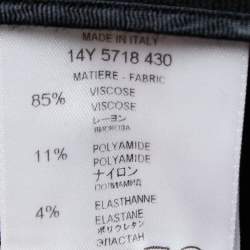 MADE IN ITALY
14Y 5718 430
MATIERE - FABRIC
85% VISCOSE
VISCOSE
レーヨン
11% POLYAMIDE
POLYAMIDE
ナイロン
4% ELASTHANNE
ELASTANE
ポリウレタン
ЭЛАСТАН